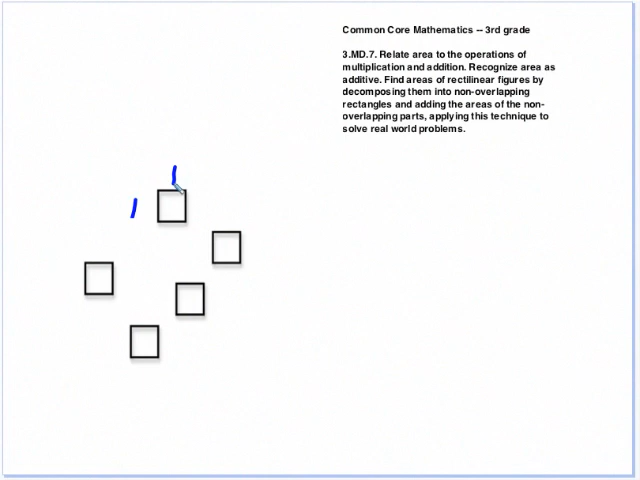 Common Core Mathematics -- 3rd grade
3.MD.7. Relate area to the operations of
multiplication and addition. Recognize area as
additive. Find areas of rectilinear figures by
decomposing them into non-overlapping
rectangles and adding the areas of the non-
overlapping parts, applying this technique to
solve real world problems.
1
1